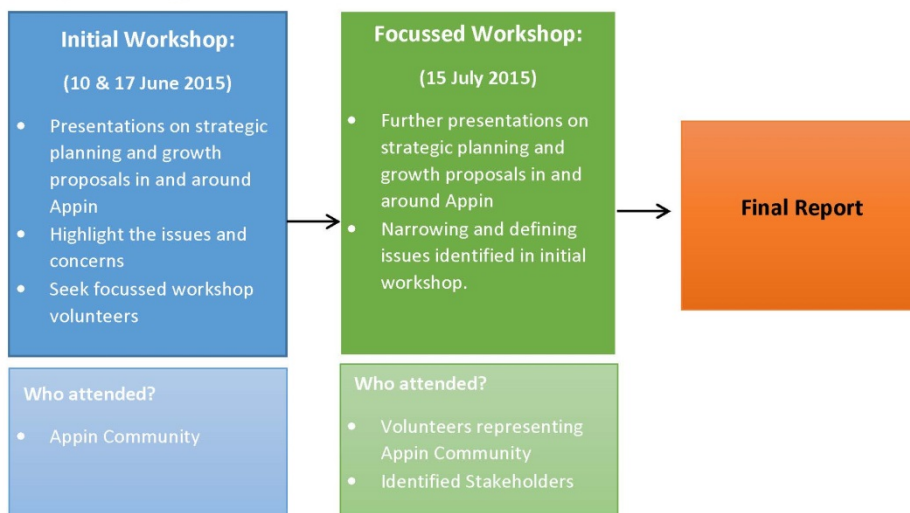 Initial Workshop:
(10 & 17 June 2015)
• Presentations on strategic
planning and growth
proposals in and around
Appin
• Highlight the issues and
concerns
• Seek focussed workshop
volunteers
Who attended?
• Appin Community
Focussed Workshop:
(15 July 2015)
• Further presentations on
strategic planning and
growth proposals in and
around Appin
• Narrowing and defining
issues identified in initial
workshop.
Who attended?
• Volunteers representing
Appin Community
• Identified Stakeholders
Final Report